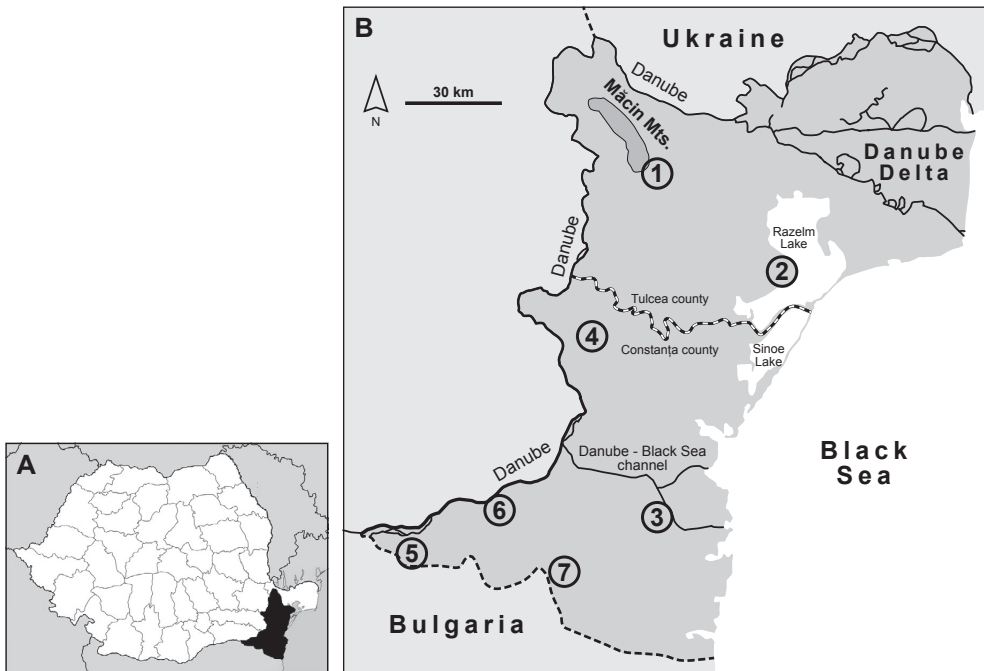 B
Ukraine
30 km
N
Danube
Măcin Mts.
Danube
Delta
1
Razelm
Lake
Danube
2
Tulcea county
4
Constanța county
Sinoe
Lake
Black
Sea
Danube - Black Sea
channel
Danube
6
3
5
7
Bulgaria
A